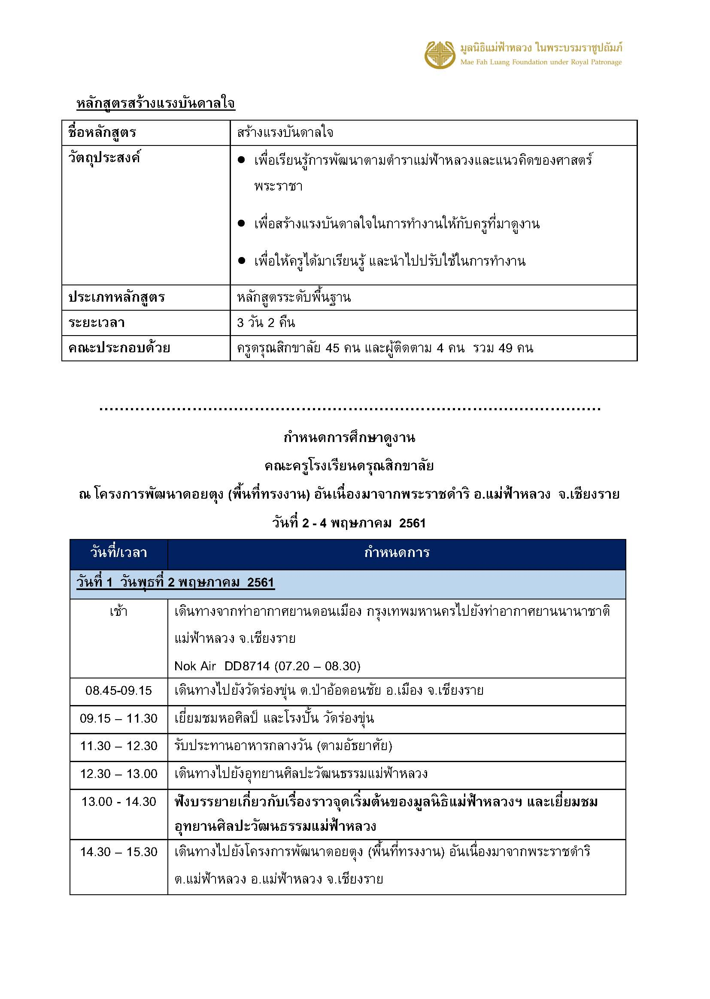 มูลนิธิแม่ฟ้าหลวง ในพระบรมราชูปถัมภ์
Mae Fah Luang Foundation under Royal Patronage
หลักสูตรสร้างแรงบันดาลใจ
ชื่อหลักสูตร สร้างแรงบันดาลใจ
วัตถุประสงค์ ● เพื่อเรียนรู้การพัฒนาตามตำราแม่ฟ้าหลวงและแนวคิดของศาสตร์
พระราชา
● เพื่อสร้างแรงบันดาลใจในการทำงานให้กับครูที่มาดูงาน
● เพื่อให้ครูได้มาเรียนรู้ และนำไปปรับใช้ในการทำงาน
ประเภทหลักสูตร หลักสูตรระดับพื้นฐาน
ระยะเวลา 3 วัน 2 คืน
คณะประกอบด้วย ครูดรุณสิกขาลัย 45 คน และผู้ติดตาม 4 คน รวม 49 คน
กำหนดการศึกษาดูงาน
คณะครูโรงเรียนดรุณสิกขาลัย
ณ โครงการพัฒนาดอยตุง (พื้นที่ทรงงาน) อันเนื่องมาจากพระราชดำริ อ.แม่ฟ้าหลวง จ.เชียงราย
วันที่ 2 - 4 พฤษภาคม 2561
วันที่/เวลา กำหนดการ
วันที่ 1 วันพุธที่ 2 พฤษภาคม 2561
เช้า เดินทางจากท่าอากาศยานดอนเมือง กรุงเทพมหานครไปยังท่าอากาศยานนานาชาติ
แม่ฟ้าหลวง จ.เชียงราย
Nok Air DD8714 (07.20 – 08.30)
08.45-09.15 เดินทางไปยังวัดร่องขุ่น ต.ป่าอ้อดอนชัย อ.เมือง จ.เชียงราย
09.15 – 11.30 เยี่ยมชมหอศิลป์ และโรงปั้น วัดร่องขุ่น
11.30 – 12.30 รับประทานอาหารกลางวัน (ตามอัธยาศัย)
12.30 – 13.00 เดินทางไปยังอุทยานศิลปะวัฒนธรรมแม่ฟ้าหลวง
13.00 - 14.30 ฟังบรรยายเกี่ยวกับเรื่องราวจุดเริ่มต้นของมูลนิธิแม่ฟ้าหลวงฯ และเยี่ยมชม
อุทยานศิลปะวัฒนธรรมแม่ฟ้าหลวง
14.30 – 15.30 เดินทางไปยังโครงการพัฒนาดอยตุง (พื้นที่ทรงงาน) อันเนื่องมาจากพระราชดำริ
ต.แม่ฟ้าหลวง อ.แม่ฟ้าหลวง จ.เชียงราย